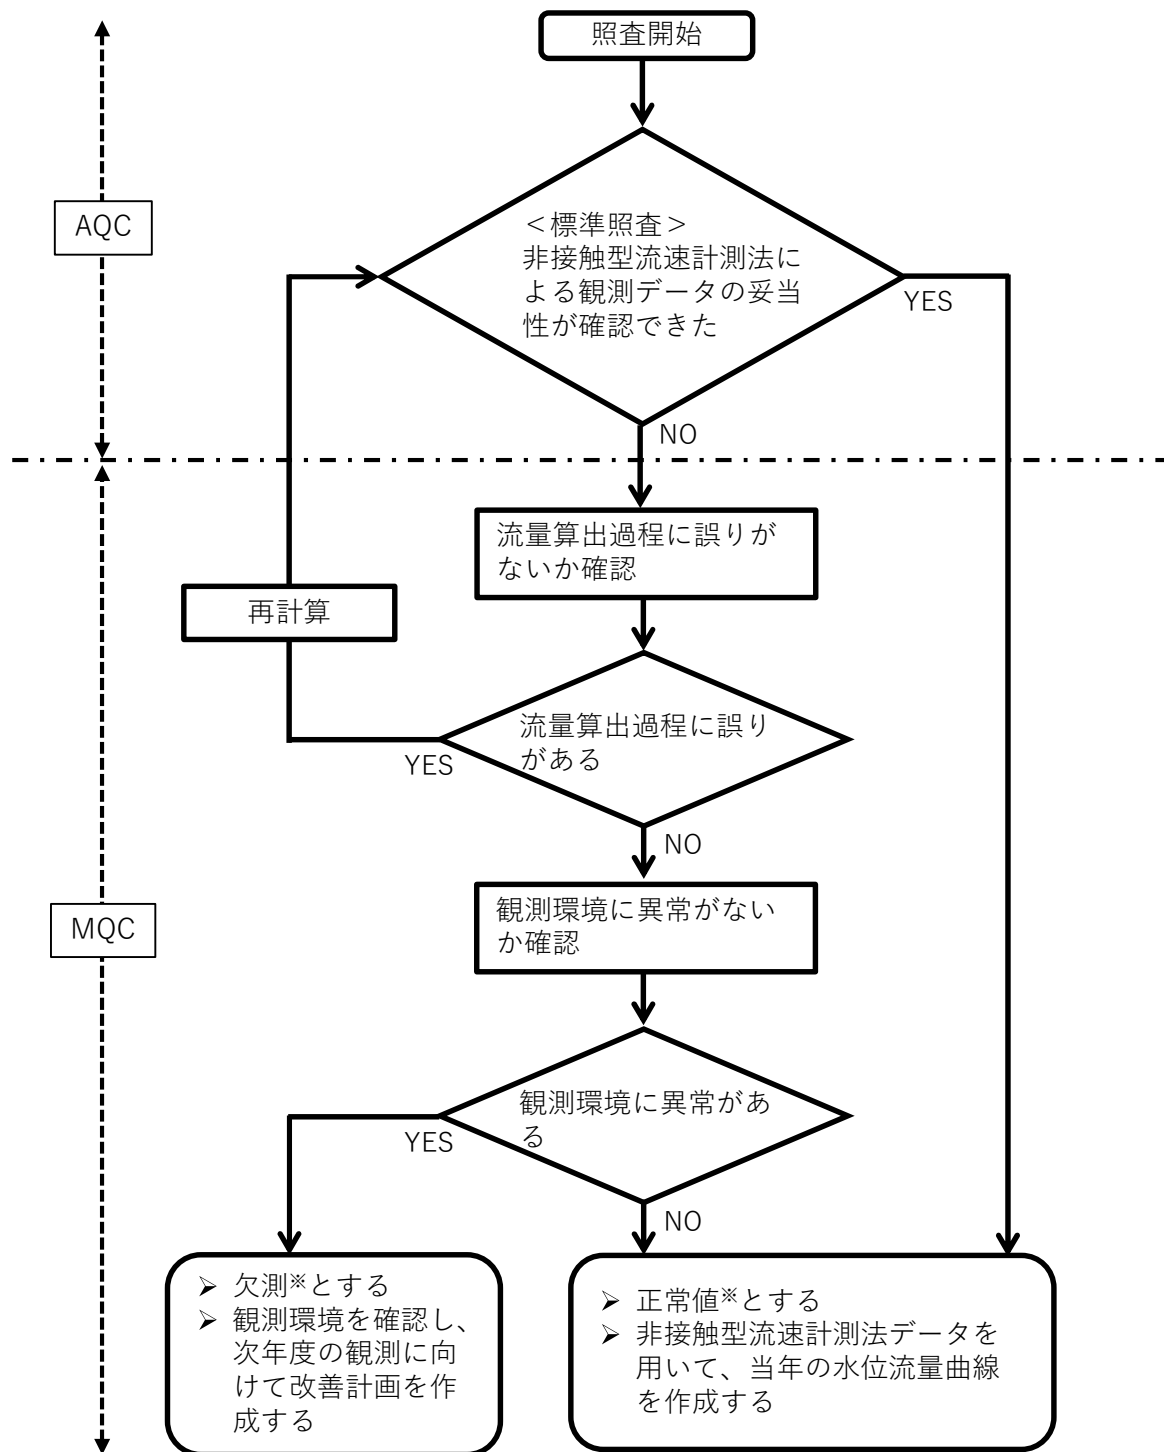 照査開始
AQC
＜標準照査＞
非接触型流速計測法に
よる観測データの妥当
性が確認できた
YES
NO
流量算出過程に誤りが
ないか確認
再計算
流量算出過程に誤り
がある
YES
NO
観測環境に異常がない
か確認
MQC
観測環境に異常があ
る
YES
NO
➢ 欠測※とする
➢ 観測環境を確認し、
次年度の観測に向
けて改善計画を作
成する
➢ 正常値※とする
➢ 非接触型流速計測法データを
用いて、当年の水位流量曲線
を作成する